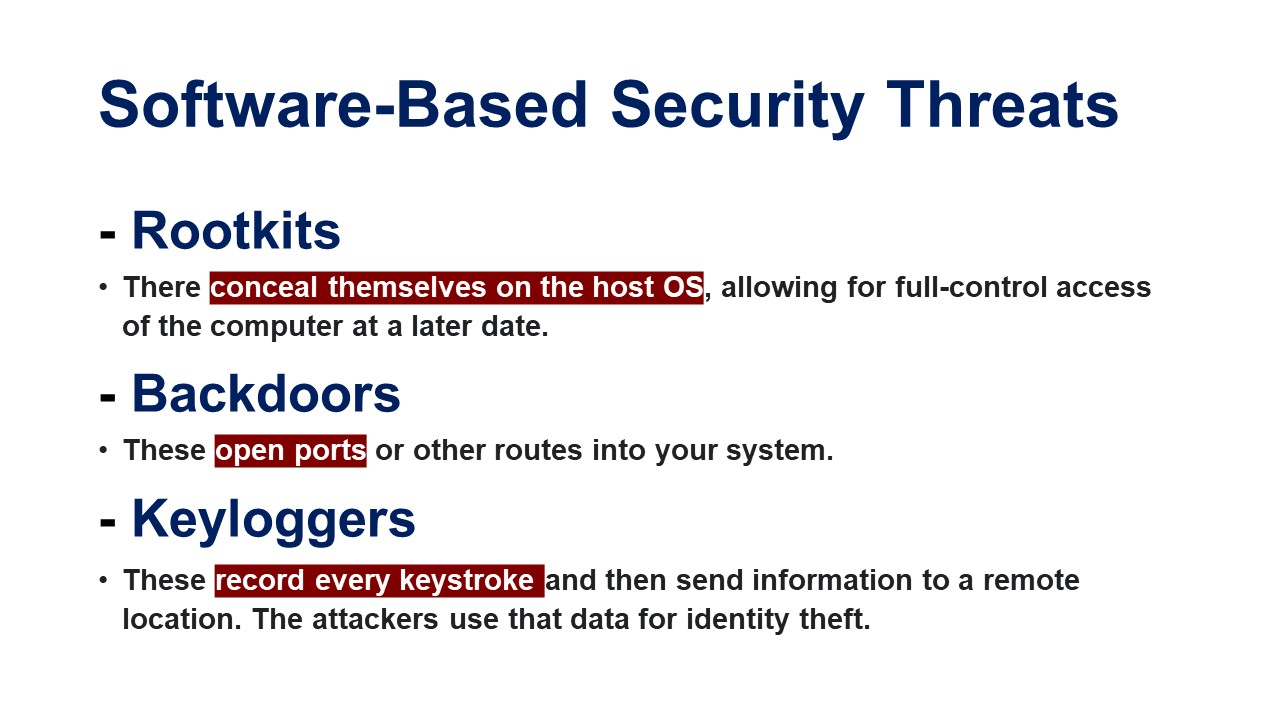 Software-Based Security Threats
- Rootkits
• There conceal themselves on the host OS, allowing for full-control access
of the computer at a later date.
- Backdoors
• These open ports or other routes into your system.
- Keyloggers
• These record every keystroke and then send information to a remote
location. The attackers use that data for identity theft.